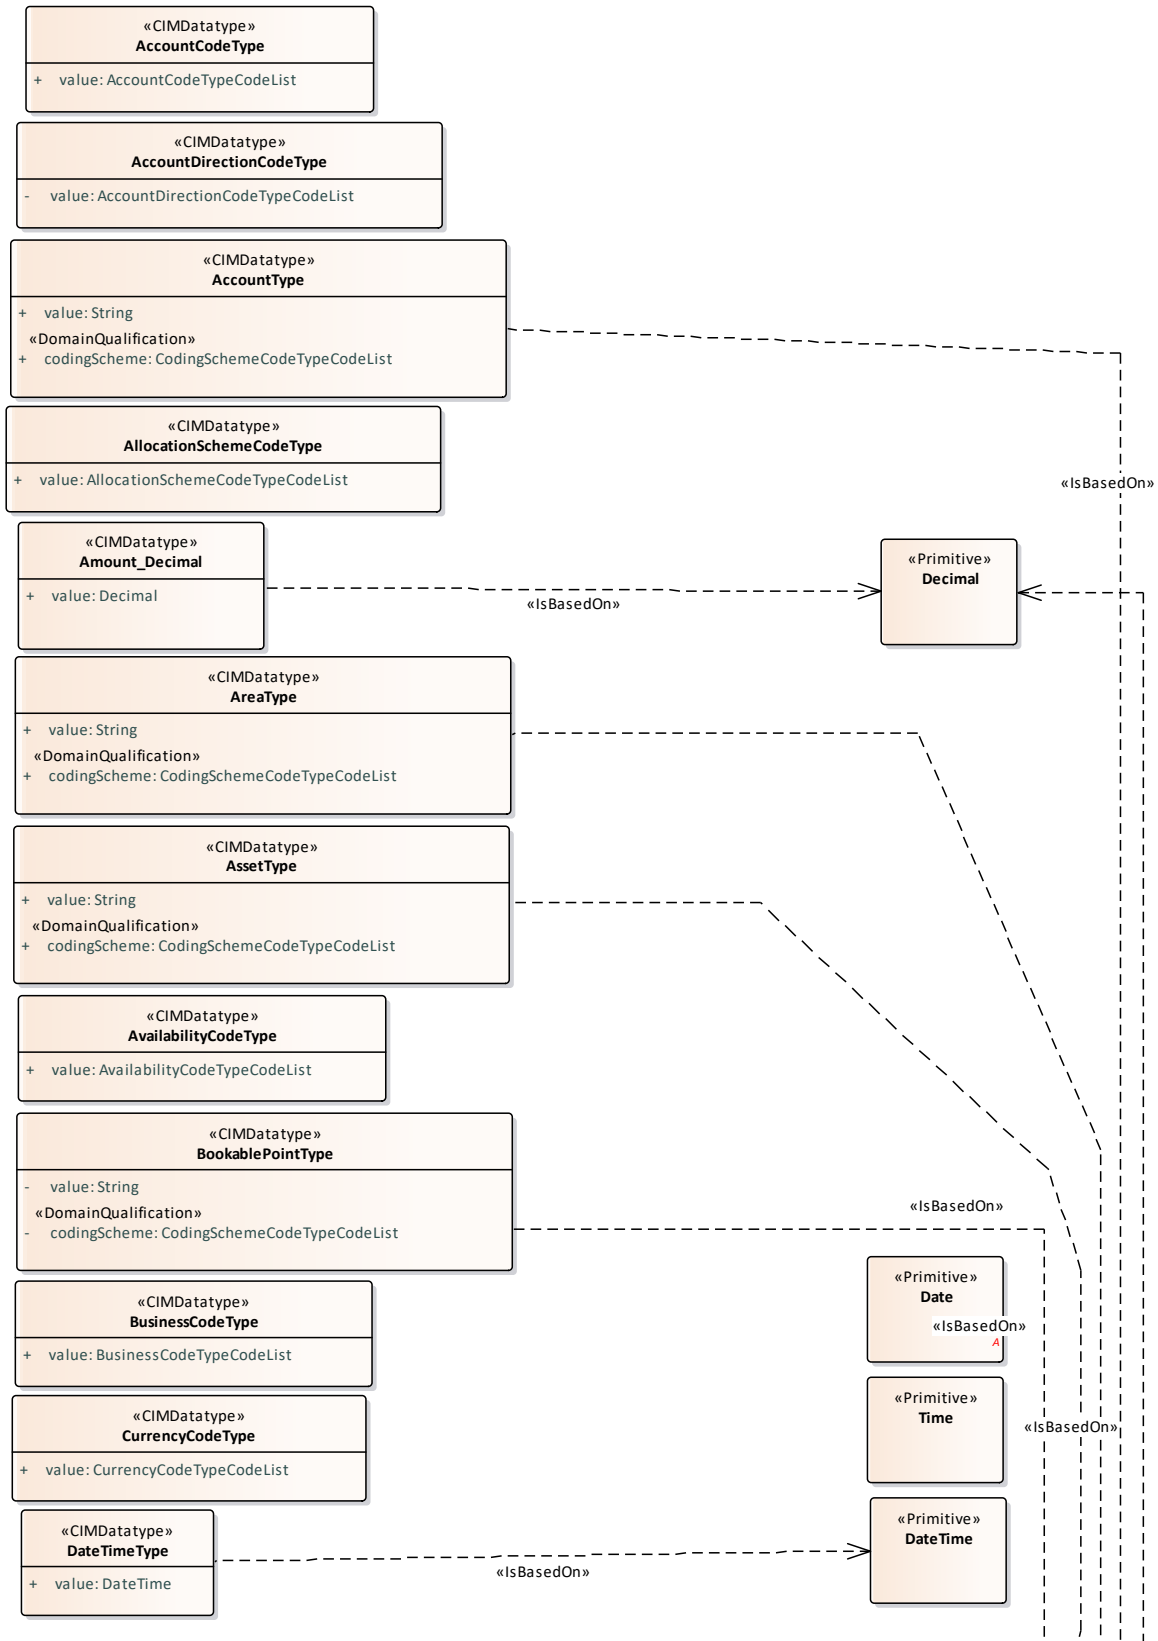 «CIMDatatype»
AccountCodeType
+ value: AccountCodeTypeCodeList
«CIMDatatype»
AccountDirectionCodeType
- value: AccountDirectionCodeTypeCodeList
«CIMDatatype»
AccountType
+ value: String
«DomainQualification»
+ codingScheme: CodingSchemeCodeTypeCodeList
«CIMDatatype»
AllocationSchemeCodeType
+ value: AllocationSchemeCodeTypeCodeList
«IsBasedOn»
«CIMDatatype»
Amount_Decimal
+ value: Decimal
«IsBasedOn»
«Primitive»
Decimal
«CIMDatatype»
AreaType
+ value: String
«DomainQualification»
+ codingScheme: CodingSchemeCodeTypeCodeList
«CIMDatatype»
AssetType
+ value: String
«DomainQualification»
+ codingScheme: CodingSchemeCodeTypeCodeList
«CIMDatatype»
AvailabilityCodeType
+ value: AvailabilityCodeTypeCodeList
«CIMDatatype»
BookablePointType
- value: String
«DomainQualification»
- codingScheme: CodingSchemeCodeTypeCodeList
«IsBasedOn»
«Primitive»
Date
«IsBasedOn»
A
«CIMDatatype»
BusinessCodeType
+ value: BusinessCodeTypeCodeList
«Primitive»
Time
«IsBasedOn»
«CIMDatatype»
CurrencyCodeType
+ value: CurrencyCodeTypeCodeList
«CIMDatatype»
DateTimeType
+ value: DateTime
«IsBasedOn»
«Primitive»
DateTime